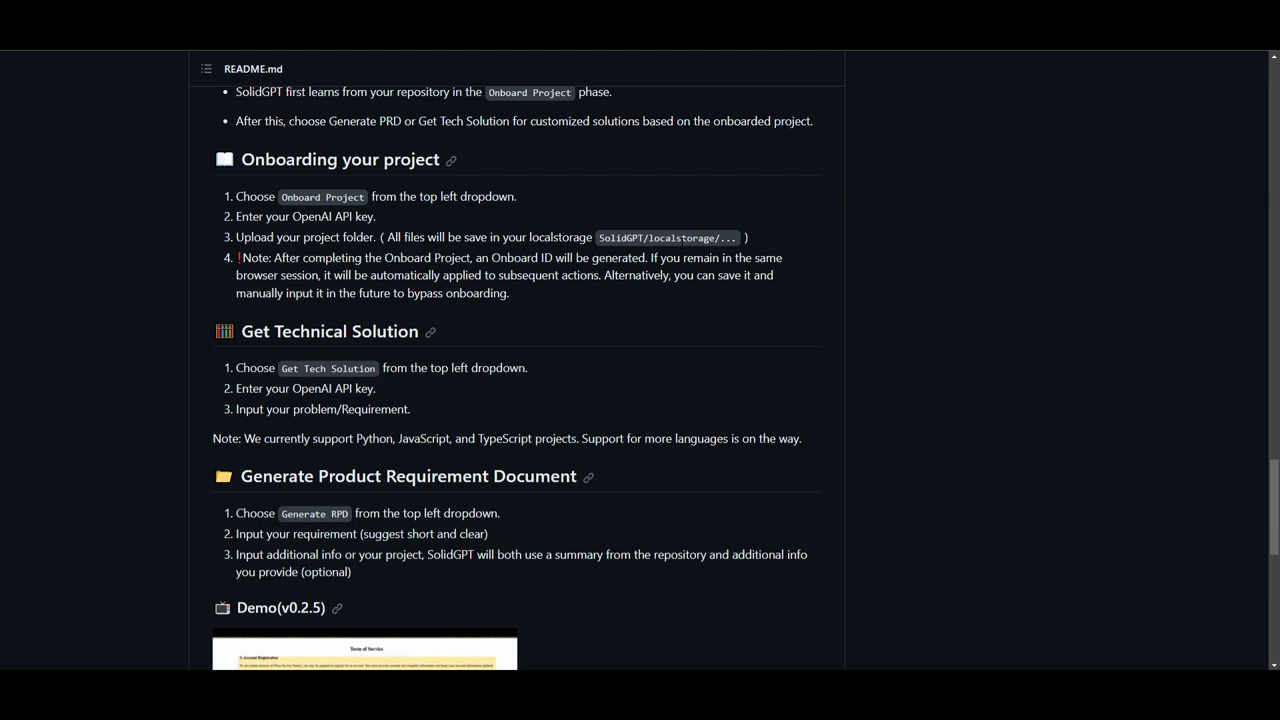 README.md
• SolidGPT first learns from your repository in the Onboard Project phase.
• After this, choose Generate PRD or Get Tech Solution for customized solutions based on the onboarded project.
Onboarding your project
1. Choose Onboard Project from the top left dropdown.
2. Enter your OpenAI API key.
3. Upload your project folder. ( All files will be save in your localstorage SolidGPT/localstorage/... )
4. ❗Note: After completing the Onboard Project, an Onboard ID will be generated. If you remain in the same
browser session, it will be automatically applied to subsequent actions. Alternatively, you can save it and
manually input it in the future to bypass onboarding.
Get Technical Solution
1. Choose Get Tech Solution from the top left dropdown.
2. Enter your OpenAI API key.
3. Input your problem/Requirement.
Note: We currently support Python, JavaScript, and TypeScript projects. Support for more languages is on the way.
Generate Product Requirement Document
1. Choose Generate RPD from the top left dropdown.
2. Input your requirement (suggest short and clear)
3. Input additional info or your project, SolidGPT will both use a summary from the repository and additional info
you provide (optional)
Demo(v0.2.5)
Term of Service